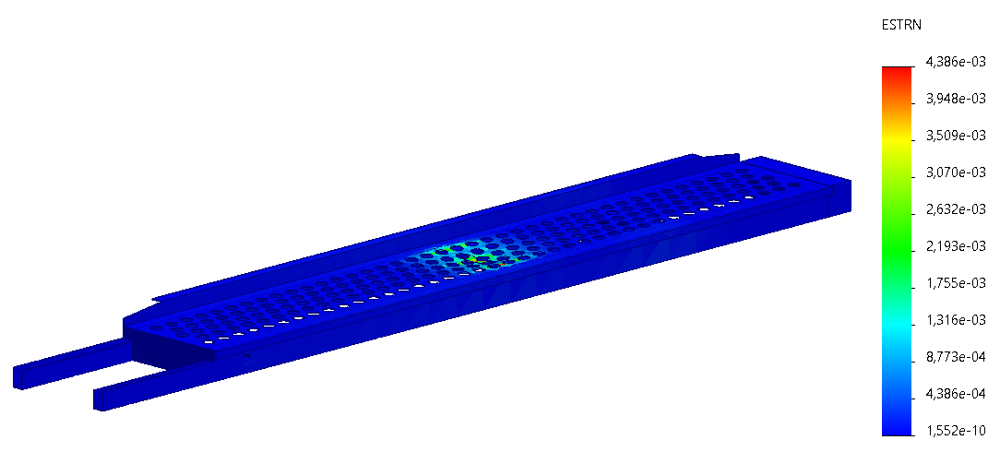 ESTRN
4,386e-03
3,948e-03
3,509e-03
3,070e-03
2,632e-03
2,193e-03
1,755e-03
1,316e-03
8,773e-04
4,386e-04
1,552e-10